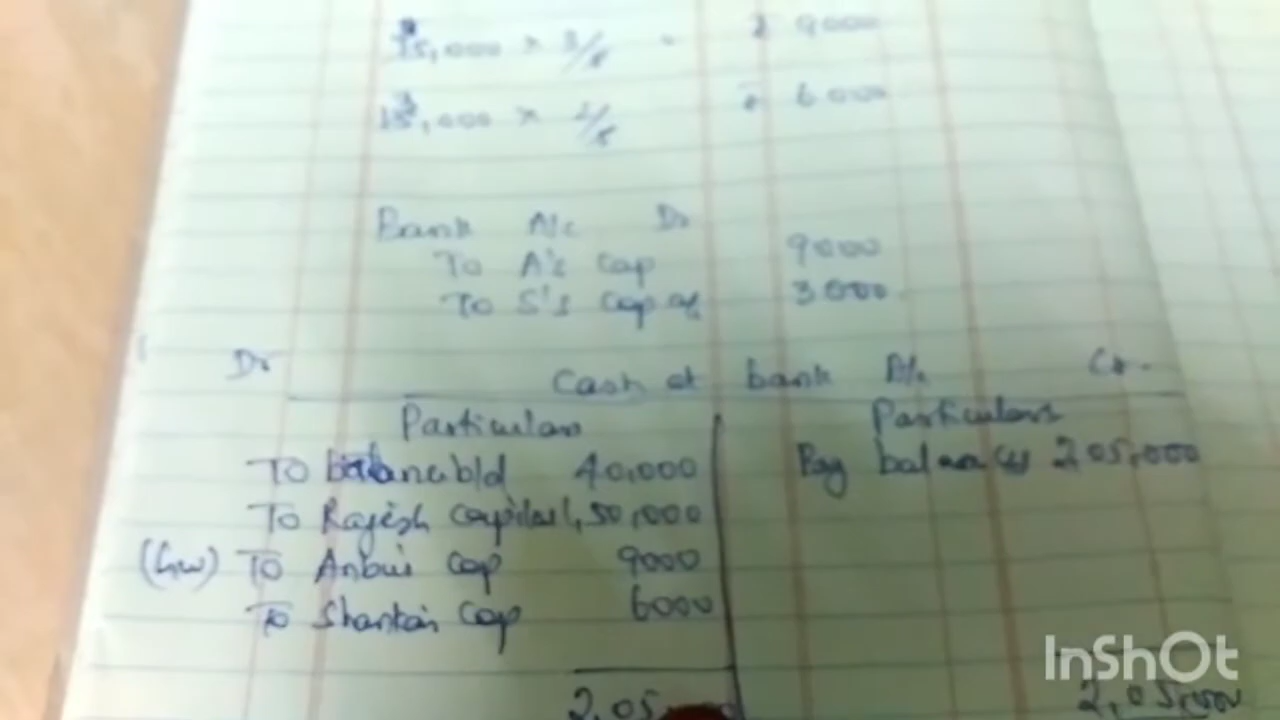 15,000 × 3/5 - 9000
15,000 × 2/5 6000
Bank A/c Dr
To A's cap 9000
To S's cap 3000
Dr Cash at bank A/c Cr.
Particulars Particulars
To balance b/d 40,000 By balance 2,05,000
To Rajesh capital 1,50,000
(Gw) To Anbu's cap 9000
To Shankar cap 6000
2,05, 2,05,000
InShOt